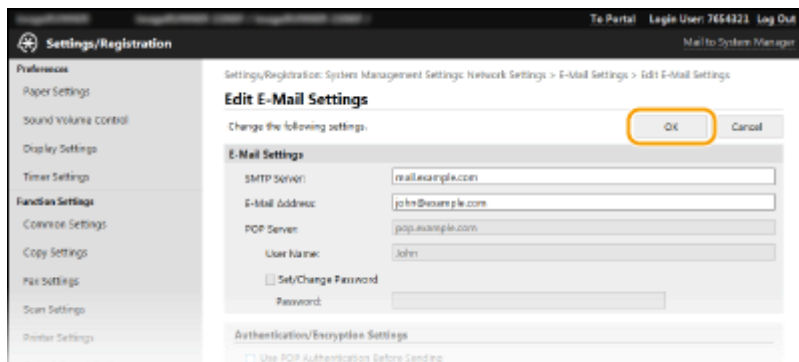 To Portal Login User: 7654321 Log Out
Settings/Registration
Mail to System Manager
Preferences
Paper Settings
Sound Volume Control
Display Settings
Timer Settings
Function Settings
Common Settings
Copy Settings
Fax Settings
Scan Settings
Printer Settings
Settings/Registration: System Management Settings: Network Settings > E-Mail Settings > Edit E-Mail Settings
Edit E-Mail Settings
Change the following settings.
OK
Cancel
E-Mail Settings
SMTP Server:
mail.example.com
E-Mail Address:
john@example.com
POP Server:
pop.example.com
User Name:
John
Set/Change Password
Password:
Authentication/Encryption Settings
Use POP Authentication Before Sending